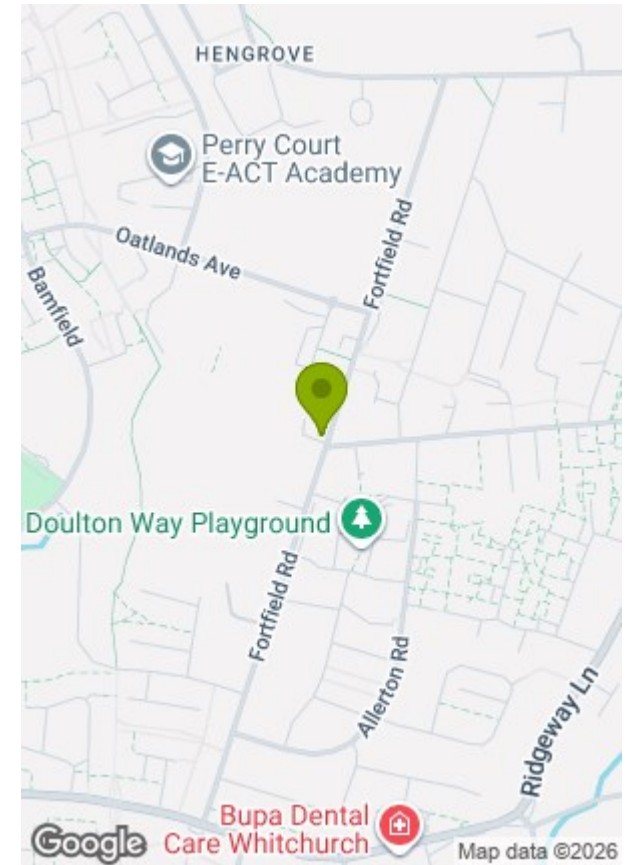 HENGROVE
Perry Court
E-ACT Academy
Oatlands Ave
Fortfield Rd
Bamfield
Doulton Way Playground
Fortfield Rd
Allerton Rd
Ridgeway Ln
Bupa Dental
Care Whitchurch
Google
Map data ©2026